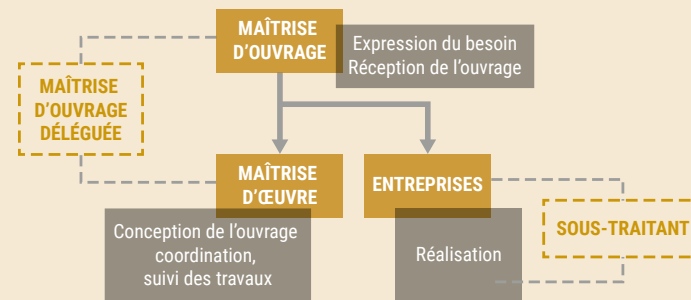 MAÎTRISE
D’OUVRAGE
Expression du besoin
Réception de l’ouvrage
MAÎTRISE
D’OUVRAGE
DÉLÉGUÉE
MAÎTRISE
D’ŒUVRE
ENTREPRISES
Conception de l’ouvrage
coordination,
suivi des travaux
Réalisation
SOUS-TRAITANT